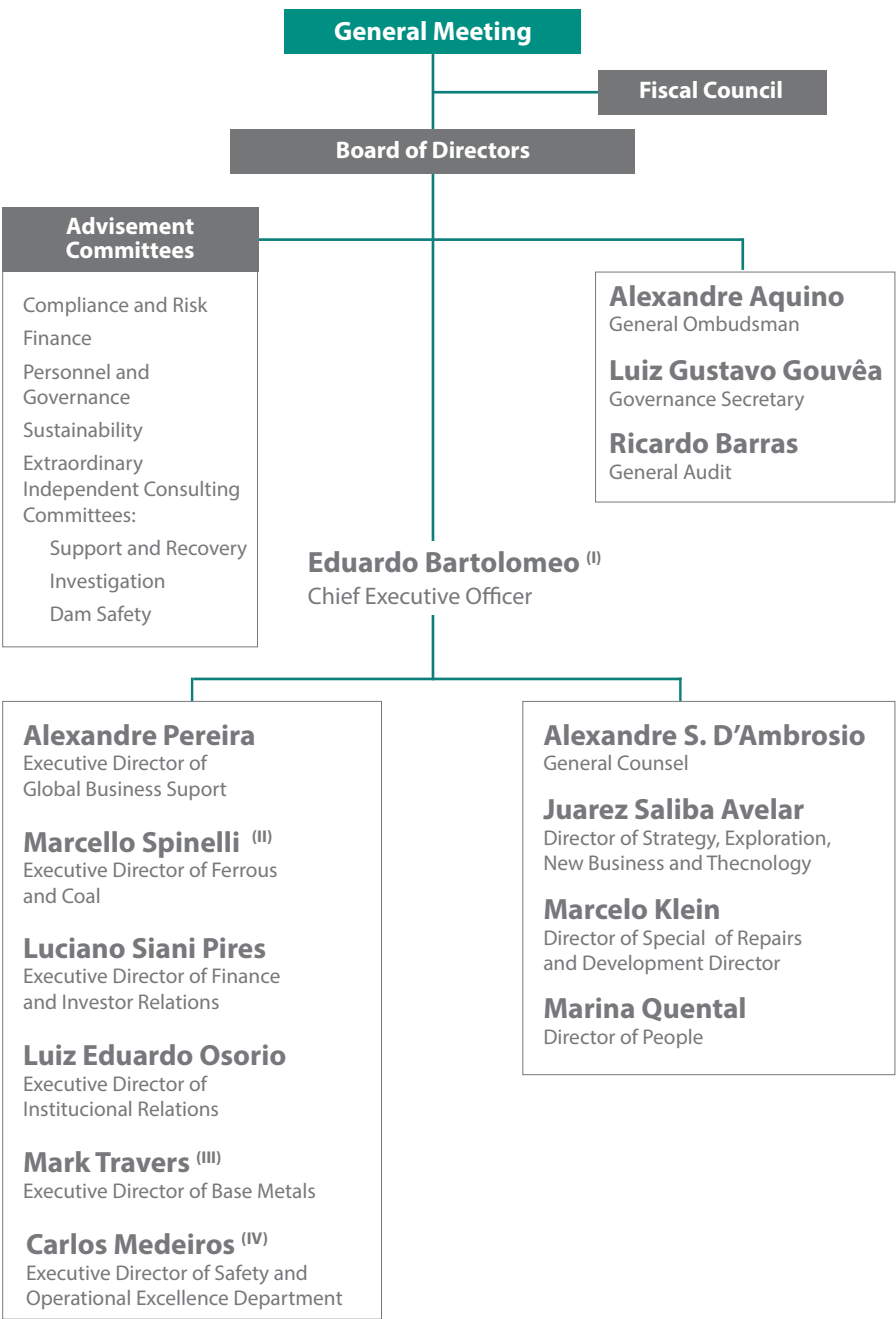 General Meeting
Fiscal Council
Board of Directors
Advisement
Committees
Compliance and Risk
Finance
Personnel and
Governance
Sustainability
Extraordinary
Independent Consulting
Committees:
Support and Recovery
Investigation
Dam Safety
Alexandre Aquino
General Ombudsman
Luiz Gustavo Gouvêa
Governance Secretary
Ricardo Barras
General Audit
Eduardo Bartolomeo (I)
Chief Executive Officer
Alexandre Pereira
Executive Director of
Global Business Suport
Marcello Spinelli (II)
Executive Director of Ferrous
and Coal
Luciano Siani Pires
Executive Director of Finance
and Investor Relations
Luiz Eduardo Osorio
Executive Director of
Institucional Relations
Mark Travers (III)
Executive Director of Base Metals
Carlos Medeiros (IV)
Executive Director of Safety and
Operational Excellence Department
Alexandre S. D’Ambrosio
General Counsel
Juarez Saliba Avelar
Director of Strategy, Exploration,
New Business and Thecnology
Marcelo Klein
Director of Special of Repairs
and Development Director
Marina Quental
Director of People